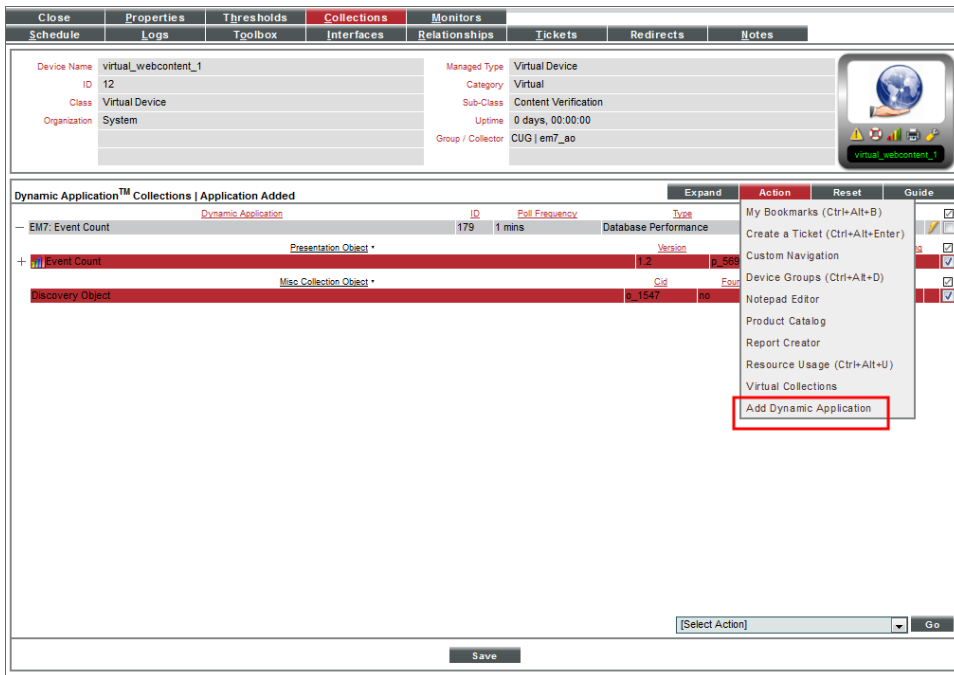 Close Properties Thresholds Collections Monitors
Schedule Logs Toolbox Interfaces Relationships Tickets Redirects Notes
Device Name virtual_webcontent_1 Managed Type Virtual Device
ID 12 Category Virtual
Class Virtual Device Sub-Class Content Verification
Organization System Uptime 0 days, 00:00:00
Group / Collector CUG | em7_ao
virtual_webcontent_1
Dynamic Application™ Collections | Application Added Expand Action Reset Guide
Dynamic Application ID Poll Frequency Type My Bookmarks (Ctrl+Alt+B)
EM7: Event Count 179 1 mins Database Performance
Create a Ticket (Ctrl+Alt+Enter)
Presentation Object Version Custom Navigation
Event Count 1.2 p_569
Misc Collection Object Cid Four Device Groups (Ctrl+Alt+D)
Discovery Object o_1547 no Notepad Editor
Product Catalog
Report Creator
Resource Usage (Ctrl+Alt+U)
Virtual Collections
Add Dynamic Application
[Select Action] Go
Save